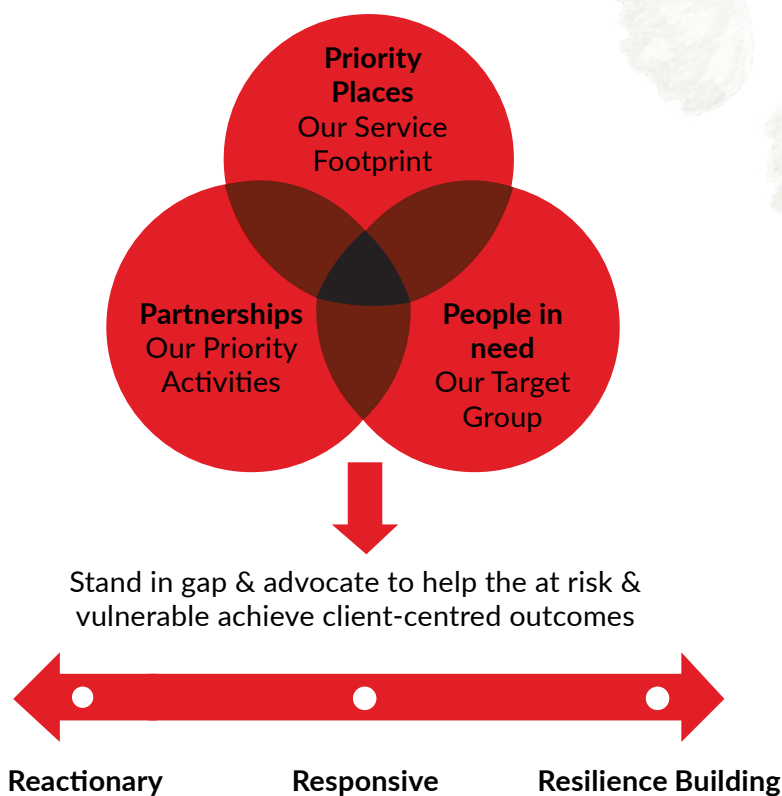 Priority
Places
Our Service
Footprint
Partnerships
Our Priority
Activities
People in
need
Our Target
Group
Stand in gap & advocate to help the at risk &
vulnerable achieve client-centred outcomes
Reactionary
Responsive
Resilience Building